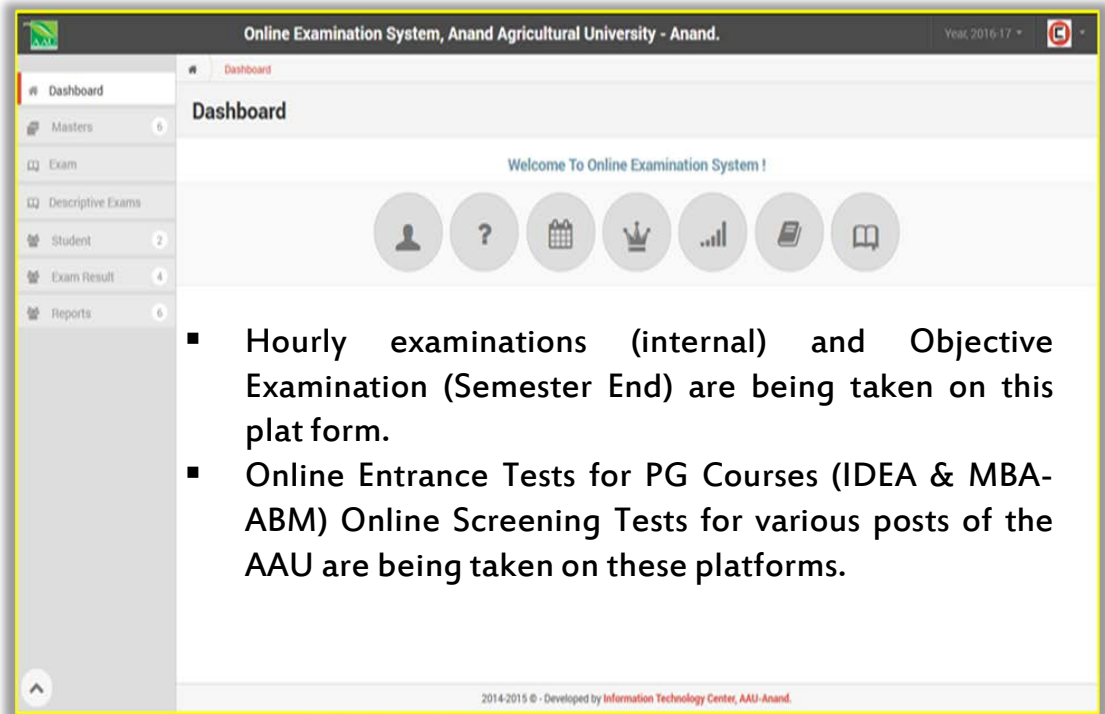 AAU
Online Examination System, Anand Agricultural University - Anand.
Year, 2016-17
Dashboard
Dashboard
Masters 6
Exam
Descriptive Exams
Student 2
Exam Result 4
Reports 6
Dashboard
Welcome To Online Examination System !
?
▪ Hourly examinations (internal) and Objective
Examination (Semester End) are being taken on this
plat form.
▪ Online Entrance Tests for PG Courses (IDEA & MBA-
ABM) Online Screening Tests for various posts of the
AAU are being taken on these platforms.
2014-2015 © - Developed by Information Technology Center, AAU-Anand.